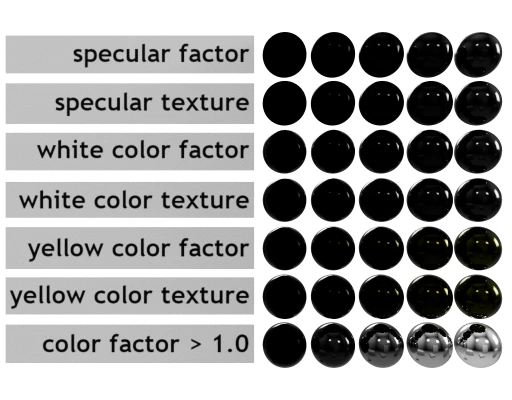 specular factor
specular texture
white color factor
white color texture
yellow color factor
yellow color texture
color factor > 1.0